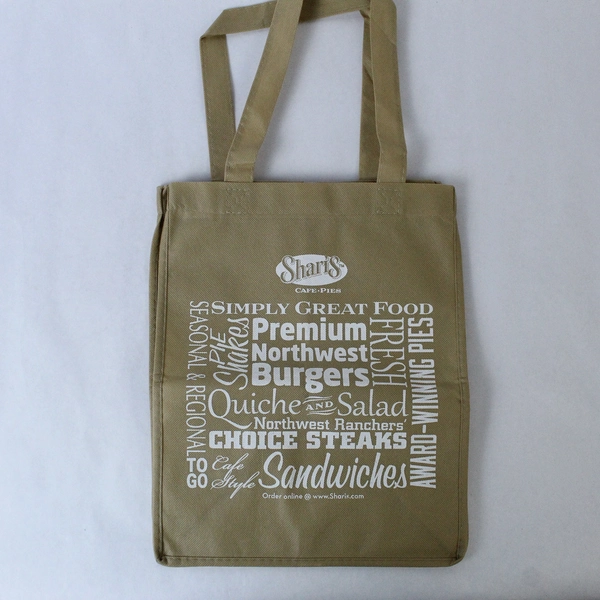 Shari's
CAFE • PIES
SIMPLY GREAT FOOD
SEASONAL & REGIONAL
PIE Shakes
Premium
Northwest
Burgers
FRESH
AWARD-WINNING PIES
Quiche AND Salad
Northwest Ranchers'
CHOICE STEAKS
TO GO
Cafe Style
Sandwiches
Order online @ www.Sharis.com